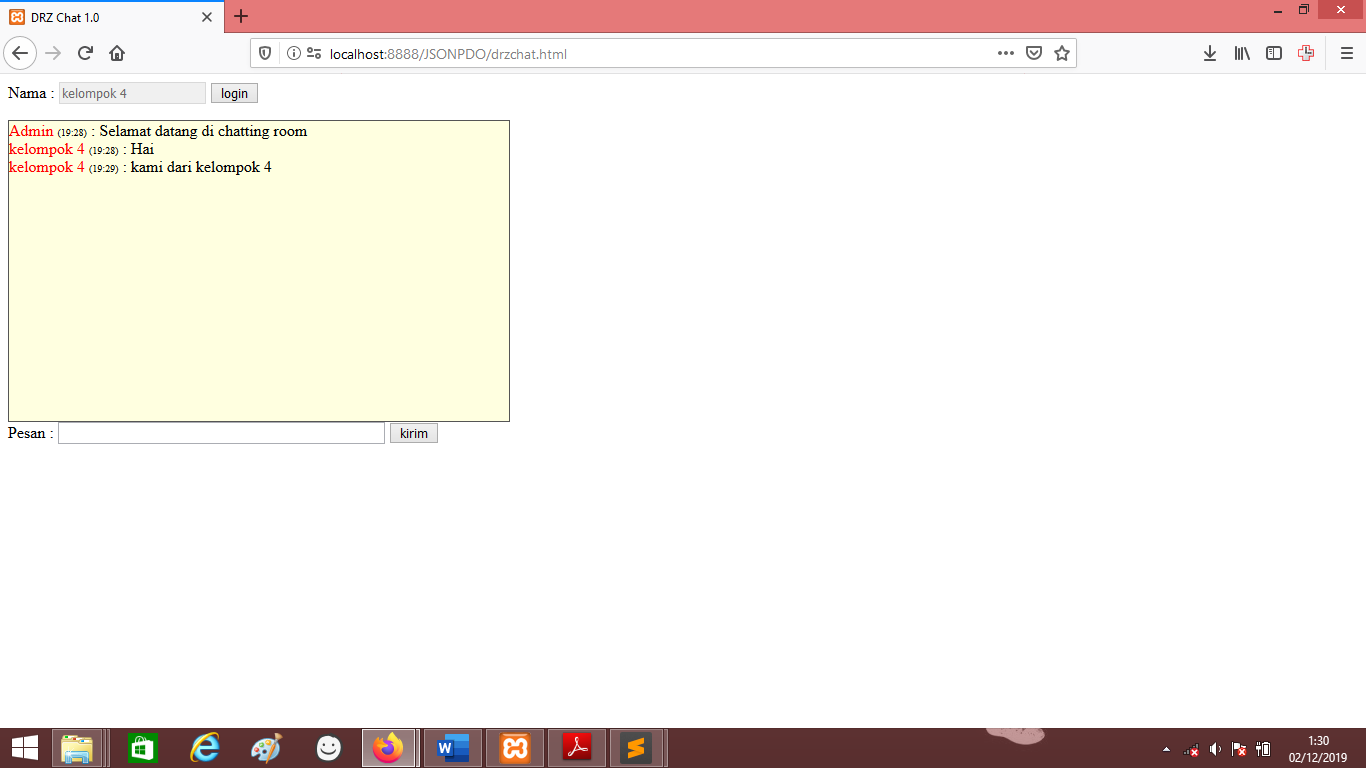 DRZ Chat 1.0
localhost:8888/JSONPDO/drzchat.html
Nama : kelompok 4 login
Admin (19:28) : Selamat datang di chatting room
kelompok 4 (19:28) : Hai
kelompok 4 (19:29) : kami dari kelompok 4
Pesan : kirim
1:30
02/12/2019